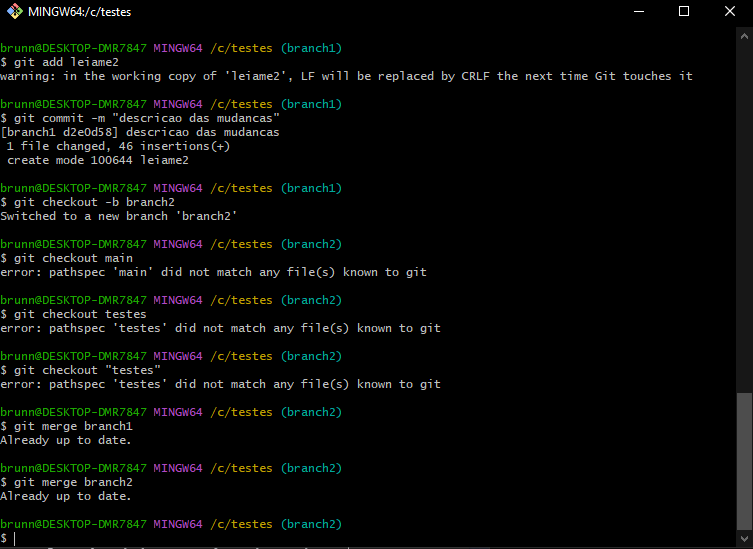 MINGW64:/c/testes
brunn@DESKTOP-DMR7847 MINGW64 /c/testes (branch1)
$ git add leiame2
warning: in the working copy of 'leiame2', LF will be replaced by CRLF the next time Git touches it
brunn@DESKTOP-DMR7847 MINGW64 /c/testes (branch1)
$ git commit -m "descricao das mudancas"
[branch1 d2e0d58] descricao das mudancas
1 file changed, 46 insertions(+)
create mode 100644 leiame2
brunn@DESKTOP-DMR7847 MINGW64 /c/testes (branch1)
$ git checkout -b branch2
Switched to a new branch 'branch2'
brunn@DESKTOP-DMR7847 MINGW64 /c/testes (branch2)
$ git checkout main
error: pathspec 'main' did not match any file(s) known to git
brunn@DESKTOP-DMR7847 MINGW64 /c/testes (branch2)
$ git checkout testes
error: pathspec 'testes' did not match any file(s) known to git
brunn@DESKTOP-DMR7847 MINGW64 /c/testes (branch2)
$ git checkout "testes"
error: pathspec 'testes' did not match any file(s) known to git
brunn@DESKTOP-DMR7847 MINGW64 /c/testes (branch2)
$ git merge branch1
Already up to date.
brunn@DESKTOP-DMR7847 MINGW64 /c/testes (branch2)
$ git merge branch2
Already up to date.
brunn@DESKTOP-DMR7847 MINGW64 /c/testes (branch2)
$